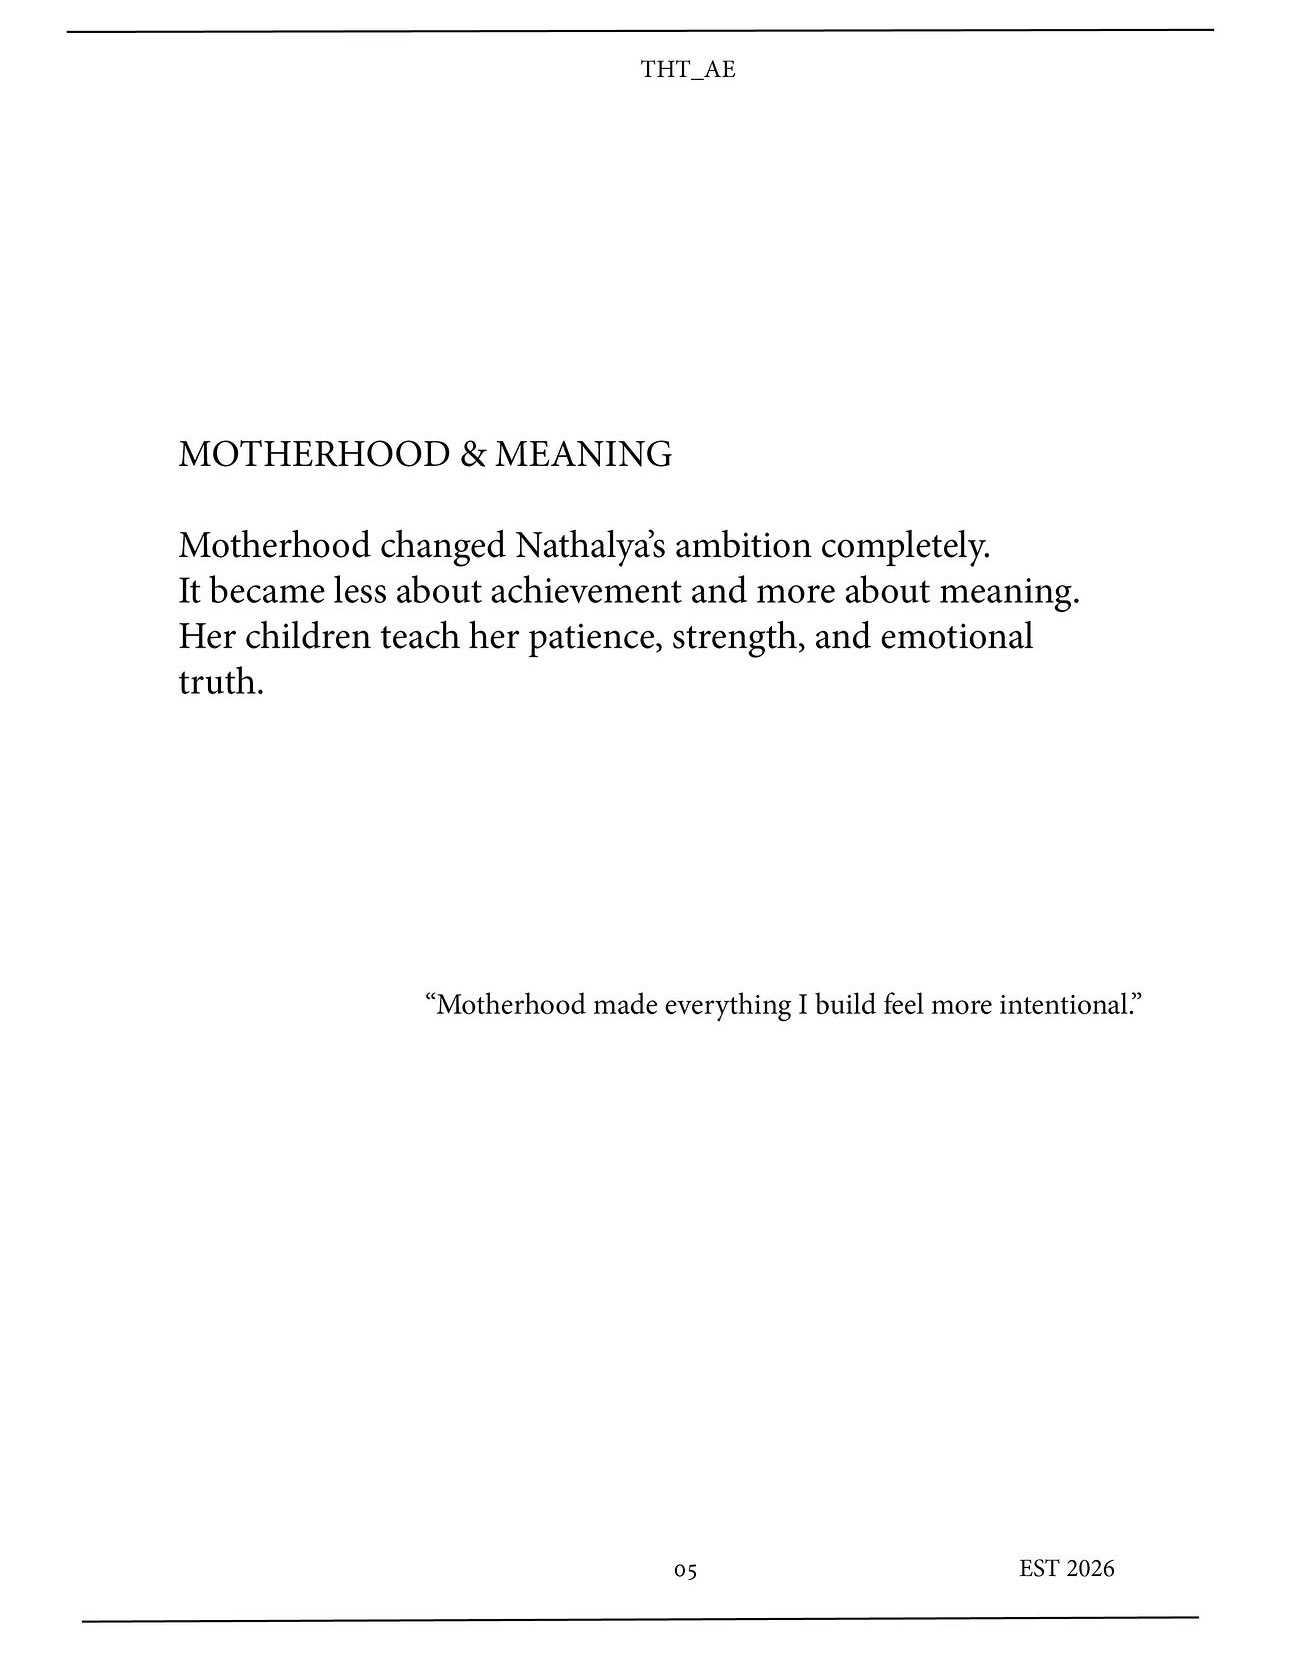 THT_AE
MOTHERHOOD & MEANING
Motherhood changed Nathalya’s ambition completely.
It became less about achievement and more about meaning.
Her children teach her patience, strength, and emotional
truth.
“Motherhood made everything I build feel more intentional.”
05
EST 2026